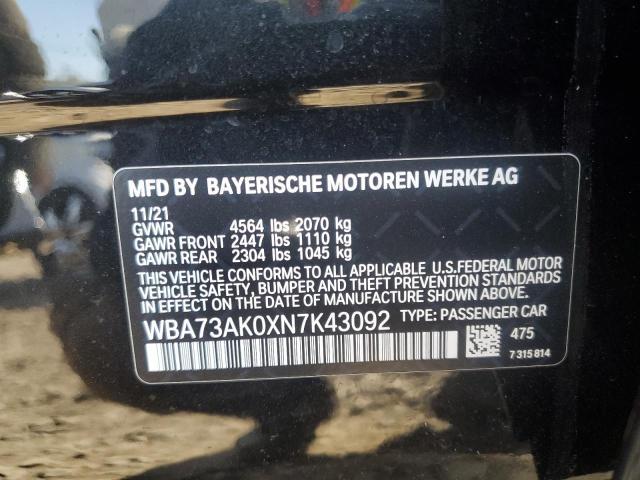 MFD BY BAYERISCHE MOTOREN WERKE AG
11/21
GVWR 4564 lbs 2070 kg
GAWR FRONT 2447 lbs 1110 kg
GAWR REAR 2304 lbs 1045 kg
THIS VEHICLE CONFORMS TO ALL APPLICABLE U.S.FEDERAL MOTOR
VEHICLE SAFETY, BUMPER AND THEFT PREVENTION STANDARDS
IN EFFECT ON THE DATE OF MANUFACTURE SHOWN ABOVE.
WBA73AK0XN7K43092 TYPE: PASSENGER CAR
475
7 315 814